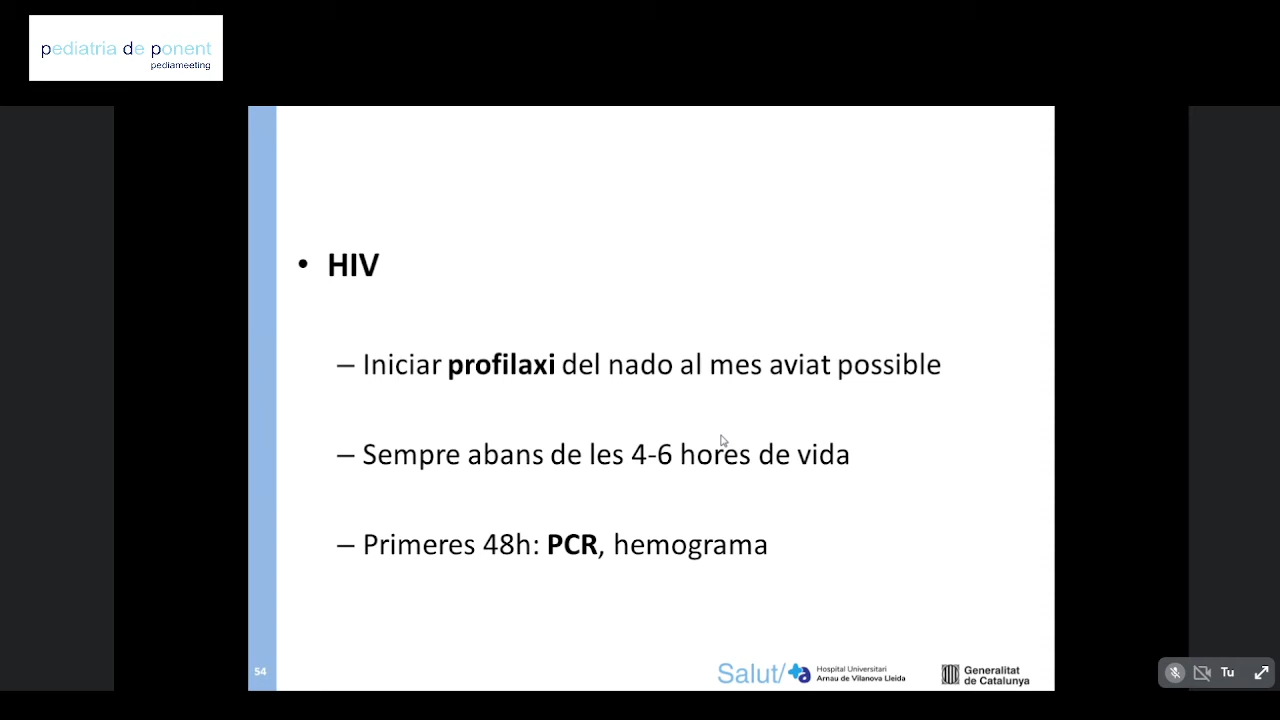 pediatria de ponent
pediameeting
• HIV
– Iniciar profilaxi del nado al mes aviat possible
– Sempre abans de les 4-6 hores de vida
– Primeres 48h: PCR, hemograma
54
Salut/
Hospital Universitari
Arnau de Vilanova Lleida
Generalitat
de Catalunya
Tu